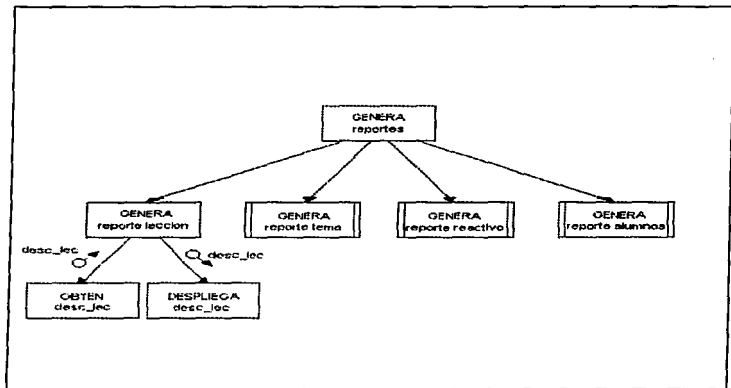 GENERA
reportes
GENERA
reporte leccion
GENERA
reporte tema
GENERA
reporte reactivo
GENERA
reporte alumnos
desc_lec
desc_lec
OBTEN
desc_lec
DESPLIEGA
desc_lec